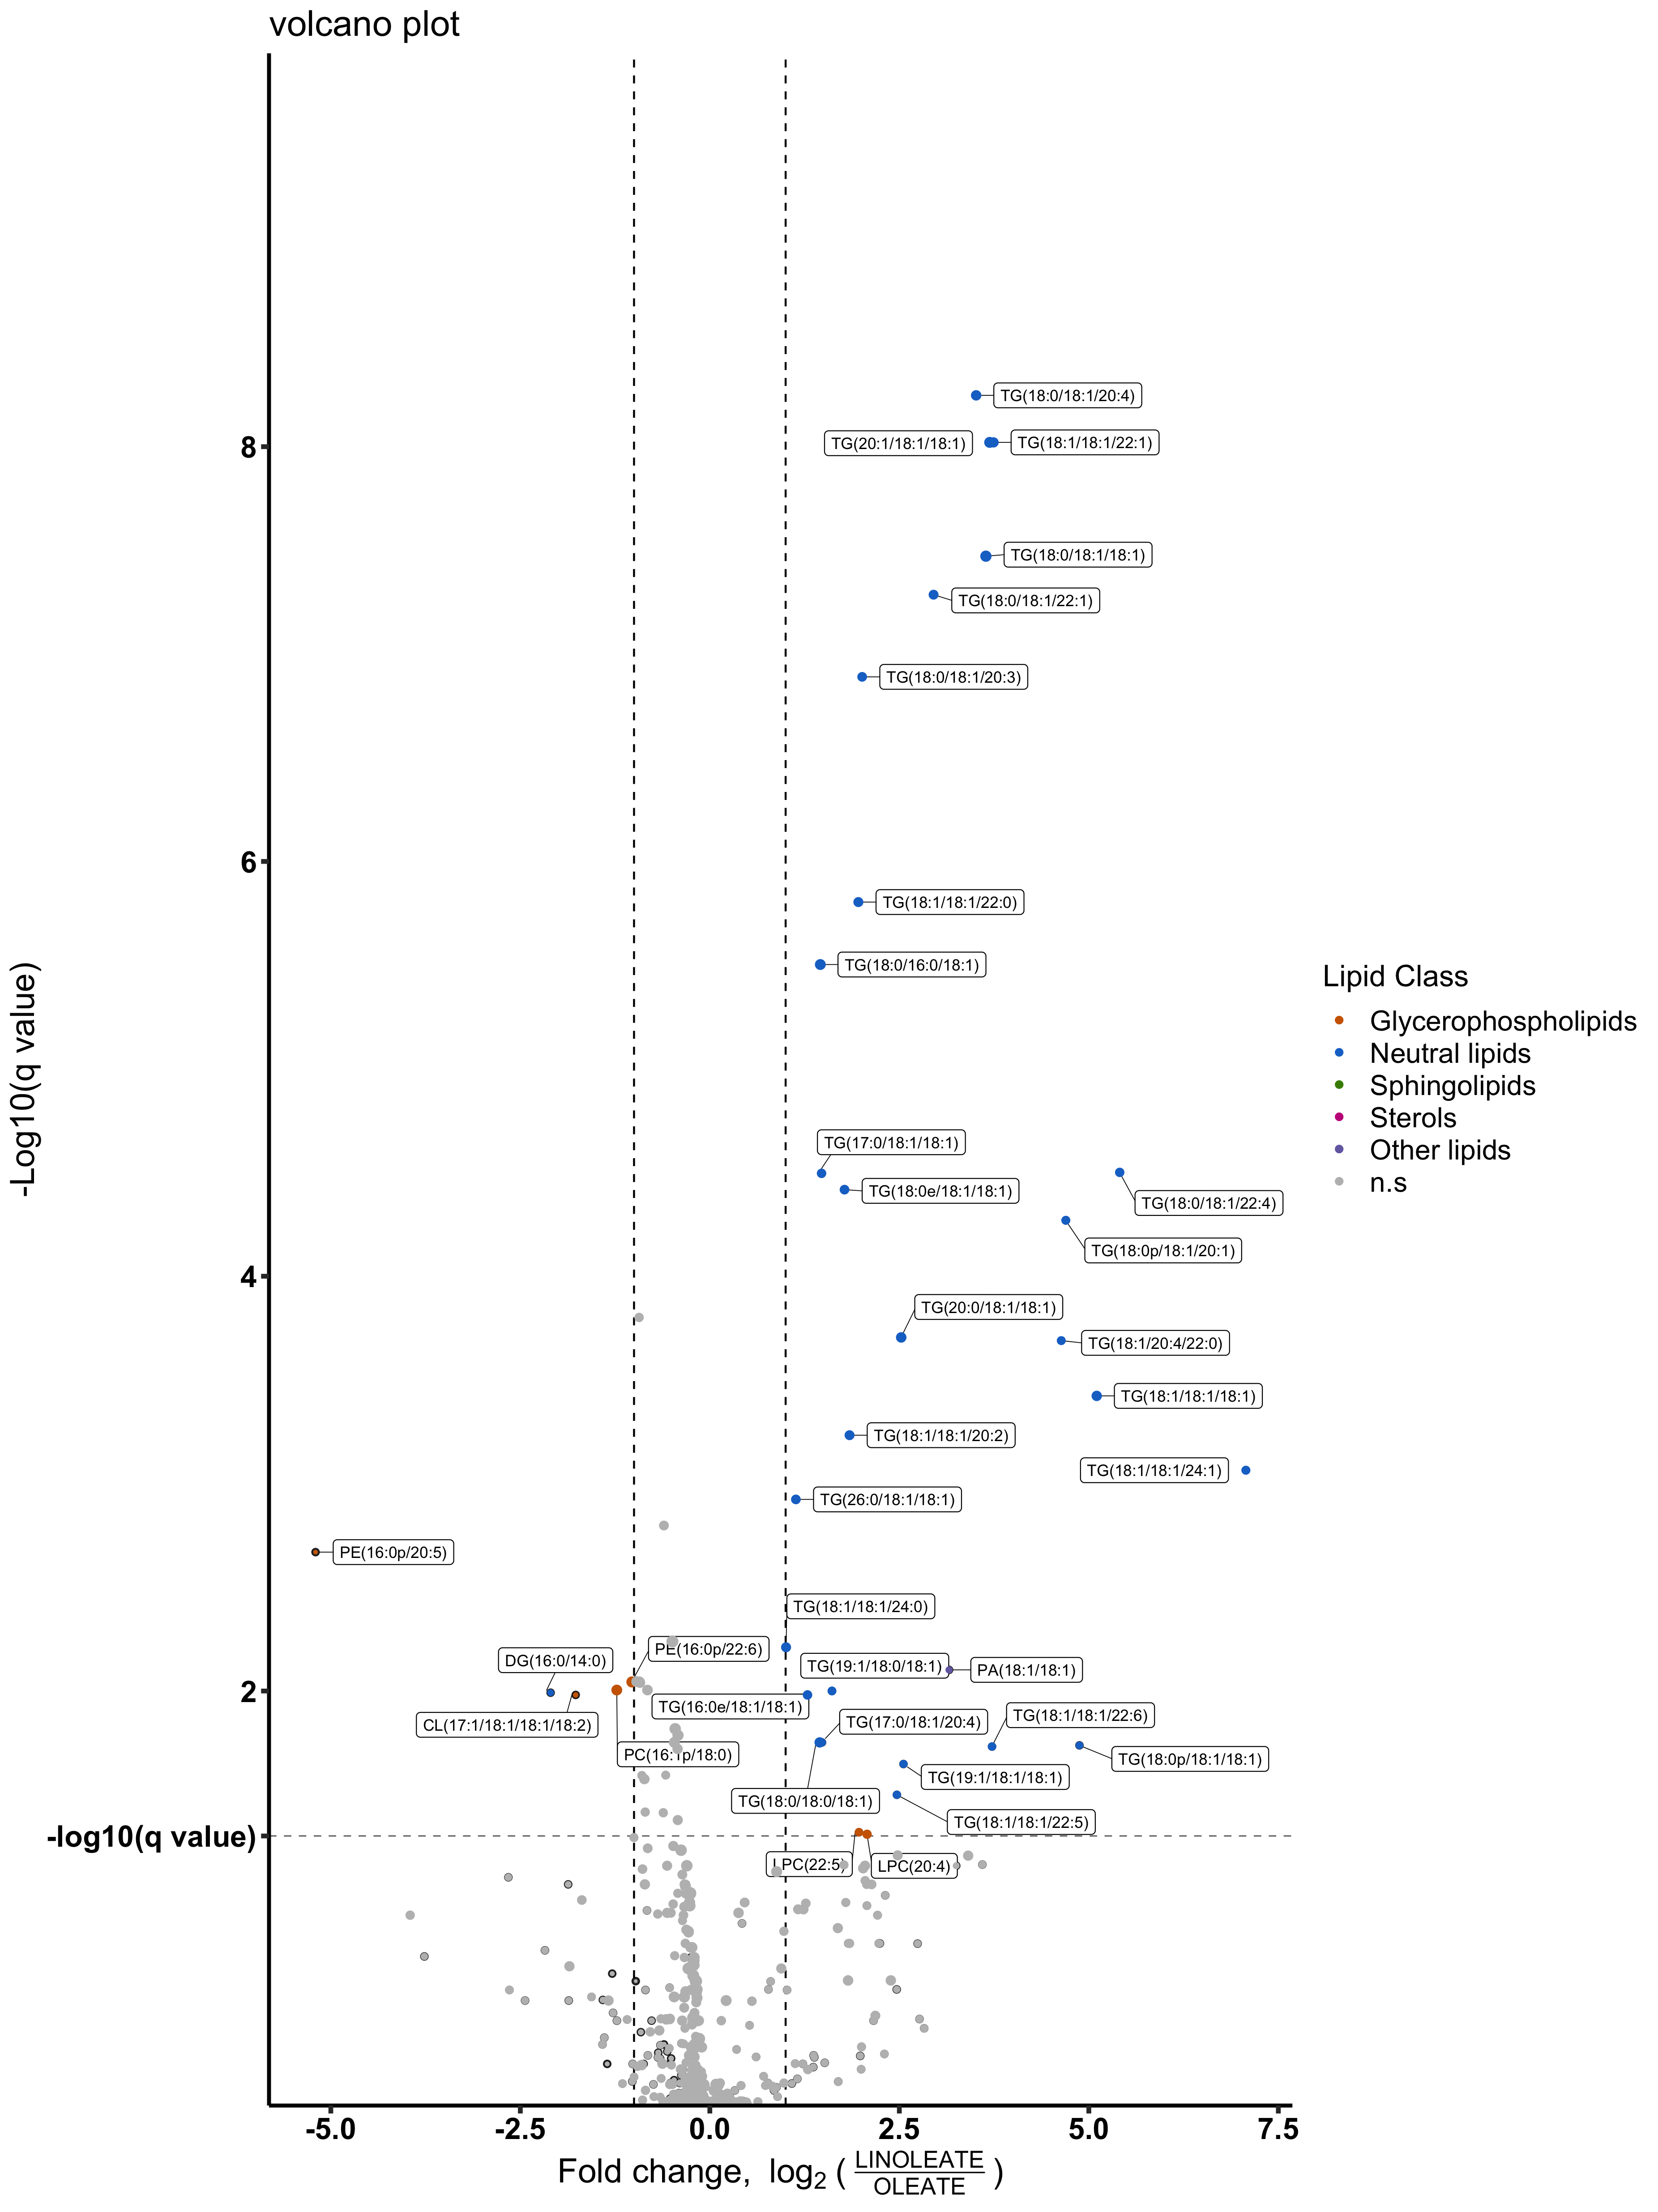 volcano plot
-Log10(q value)
8
6
4
2
-log10(q value)
TG(18:0/18:1/20:4)
TG(20:1/18:1/18:1)
TG(18:1/18:1/22:1)
TG(18:0/18:1/18:1)
TG(18:0/18:1/22:1)
TG(18:0/18:1/20:3)
TG(18:1/18:1/22:0)
TG(18:0/16:0/18:1)
TG(17:0/18:1/18:1)
TG(18:0e/18:1/18:1)
TG(18:0/18:1/22:4)
TG(18:0p/18:1/20:1)
TG(20:0/18:1/18:1)
TG(18:1/20:4/22:0)
TG(18:1/18:1/18:1)
TG(18:1/18:1/20:2)
TG(18:1/18:1/24:1)
TG(26:0/18:1/18:1)
PE(16:0p/20:5)
TG(18:1/18:1/24:0)
PE(16:0p/22:6)
DG(16:0/14:0)
TG(19:1/18:0/18:1)
PA(18:1/18:1)
TG(16:0e/18:1/18:1)
CL(17:1/18:1/18:1/18:2)
TG(17:0/18:1/20:4)
TG(18:1/18:1/22:6)
PC(16:1p/18:0)
TG(18:0p/18:1/18:1)
TG(19:1/18:1/18:1)
TG(18:0/18:0/18:1)
TG(18:1/18:1/22:5)
LPC(22:5)
LPC(20:4)
Lipid Class
Glycerophospholipids
Neutral lipids
Sphingolipids
Sterols
Other lipids
n.s
-5.0
-2.5
0.0
2.5
5.0
7.5
Fold change, log2 ( LINOLEATE
OLEATE )